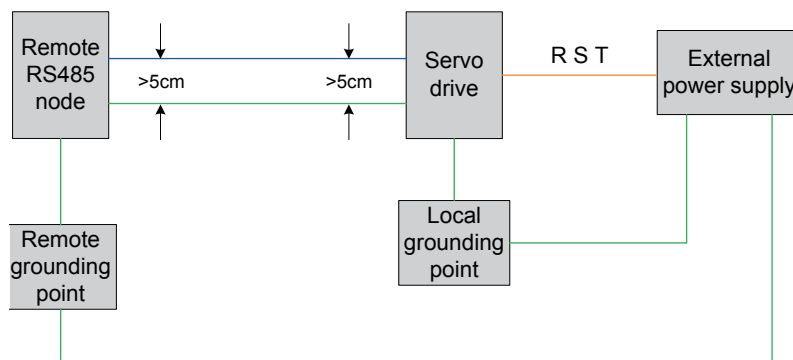 Remote
RS485
node
>5cm
>5cm
Servo
drive
R S T
External
power supply
Remote
grounding
point
Local
grounding
point